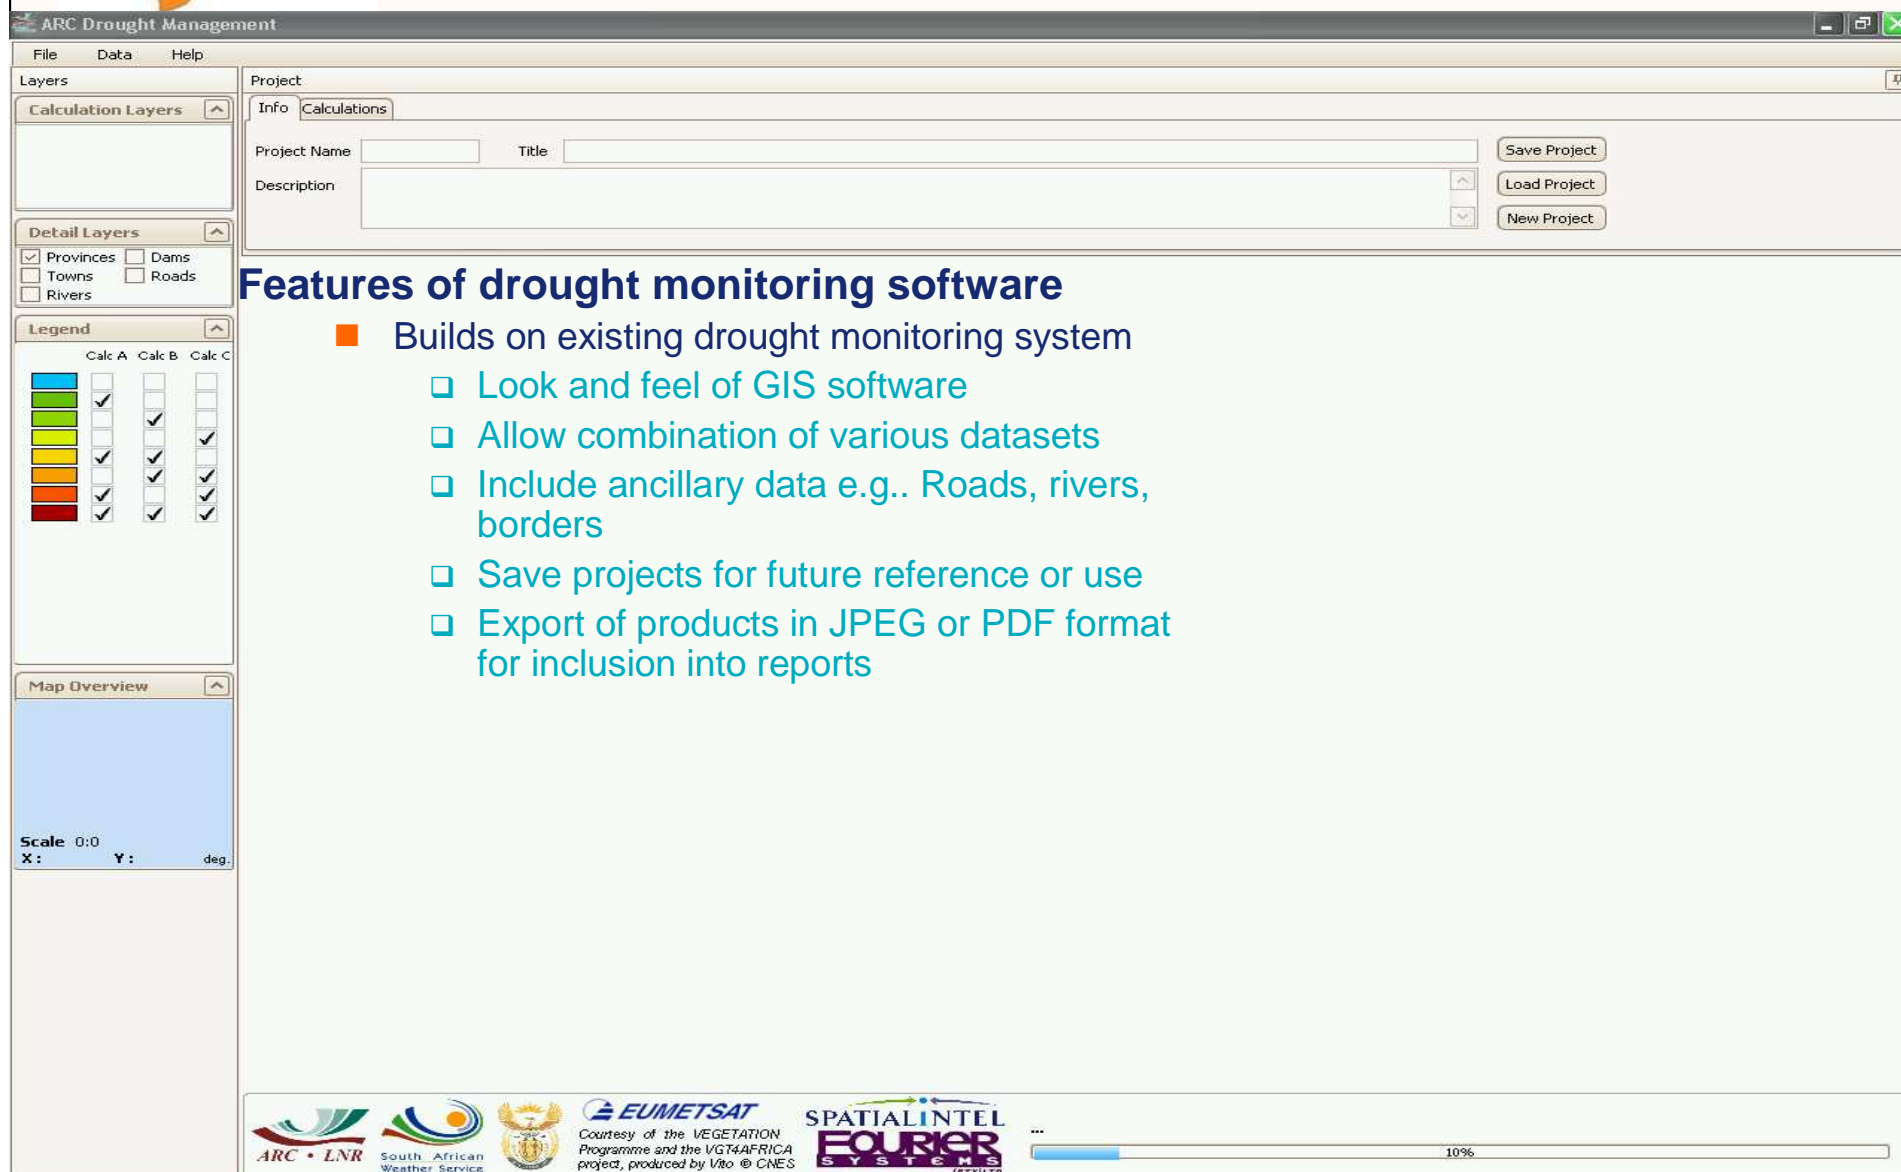 ARC Drought Management
File Data Help
Layers
Project
Calculation Layers
Info Calculations
Project Name
Title
Save Project
Description
Load Project
New Project
Detail Layers
Provinces Dams
Towns Roads
Rivers
Features of drought monitoring software
Legend
Calc A Calc B Calc C
Builds on existing drought monitoring system
Look and feel of GIS software
Allow combination of various datasets
Include ancillary data e.g.. Roads, rivers,
borders
Save projects for future reference or use
Export of products in JPEG or PDF format
for inclusion into reports
Map Overview
Scale 0:0
X: Y: deg.
ARC • LNR
South African
Weather Service
EUMETSAT
Courtesy of the VEGETATION
Programme and the VGT4AFRICA
project, produced by Vito © CNES
SPATIALINTEL
FOURIER
SYSTEMS
(PTY) LTD
...
10%